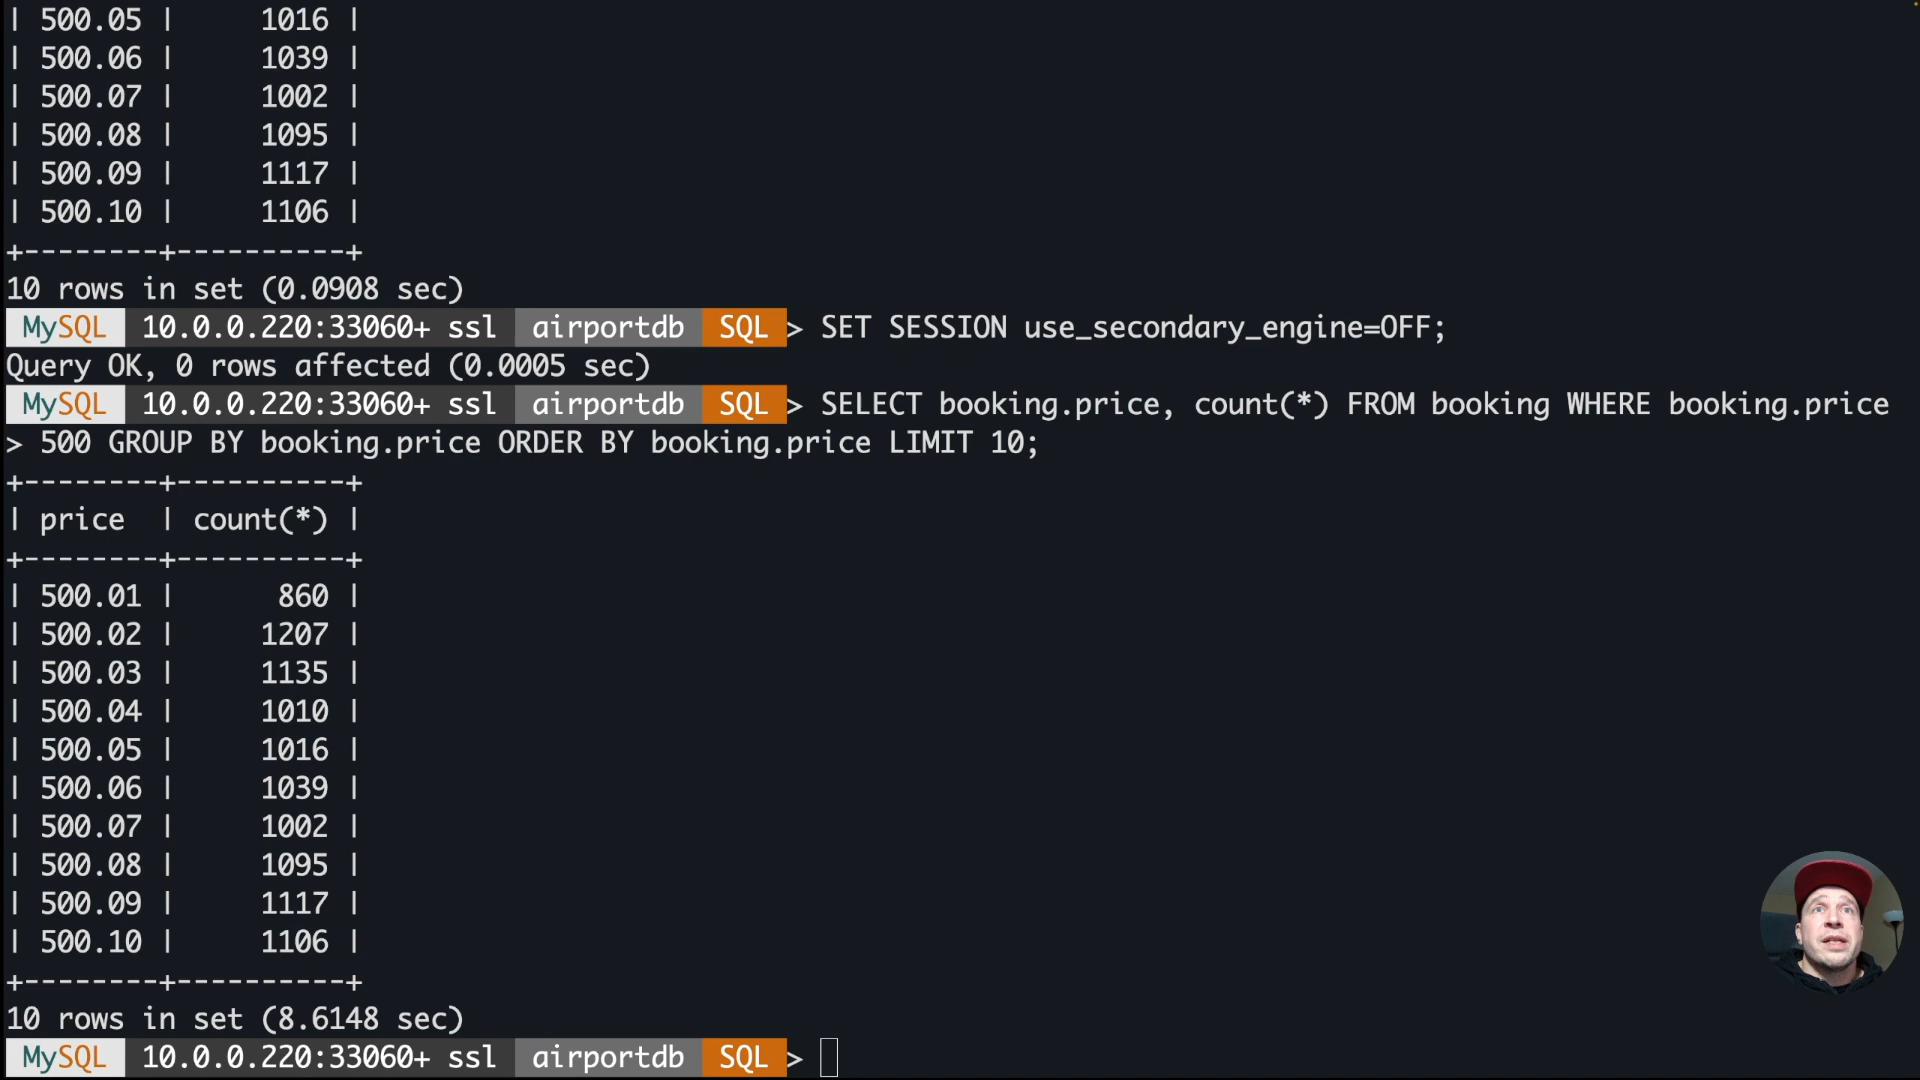 | 500.05 |     1016 |
| 500.06 |     1039 |
| 500.07 |     1002 |
| 500.08 |     1095 |
| 500.09 |     1117 |
| 500.10 |     1106 |
+--------+----------+
10 rows in set (0.0908 sec)
MySQL 10.0.0.220:33060+ ssl airportdb SQL > SET SESSION use_secondary_engine=OFF;
Query OK, 0 rows affected (0.0005 sec)
MySQL 10.0.0.220:33060+ ssl airportdb SQL > SELECT booking.price, count(*) FROM booking WHERE booking.price
> 500 GROUP BY booking.price ORDER BY booking.price LIMIT 10;
+--------+----------+
| price  | count(*) |
+--------+----------+
| 500.01 |      860 |
| 500.02 |     1207 |
| 500.03 |     1135 |
| 500.04 |     1010 |
| 500.05 |     1016 |
| 500.06 |     1039 |
| 500.07 |     1002 |
| 500.08 |     1095 |
| 500.09 |     1117 |
| 500.10 |     1106 |
+--------+----------+
10 rows in set (8.6148 sec)
MySQL 10.0.0.220:33060+ ssl airportdb SQL >